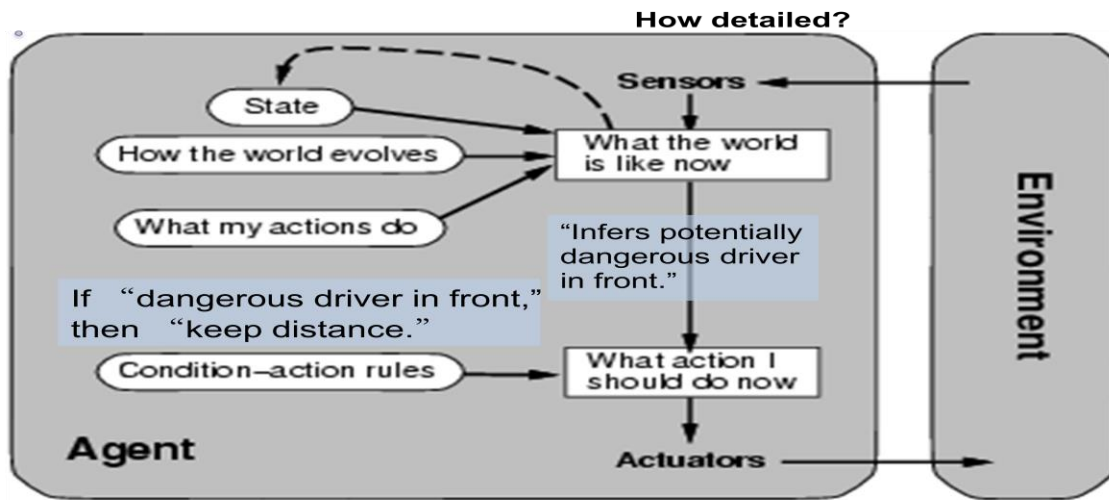 How detailed?
Sensors
State
What the world
is like now
How the world evolves
What my actions do
“Infers potentially
dangerous driver
in front.”
If “dangerous driver in front,”
then “keep distance.”
What action I
should do now
Condition–action rules
Agent
Actuators
Environment